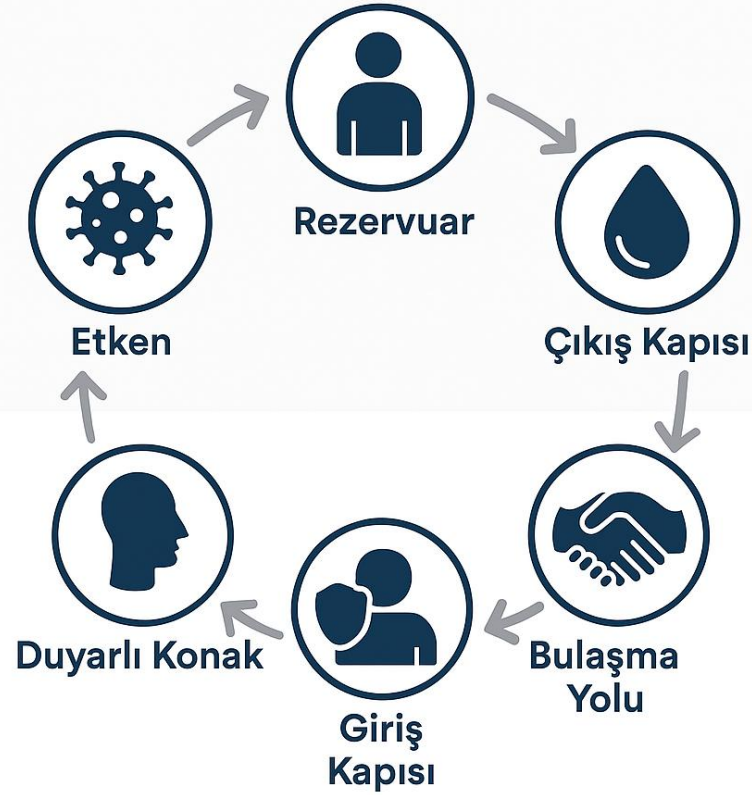 Rezervuar
Etken
Çıkış Kapısı
Duyarlı Konak
Bulaşma
Yolu
Giriş
Kapısı